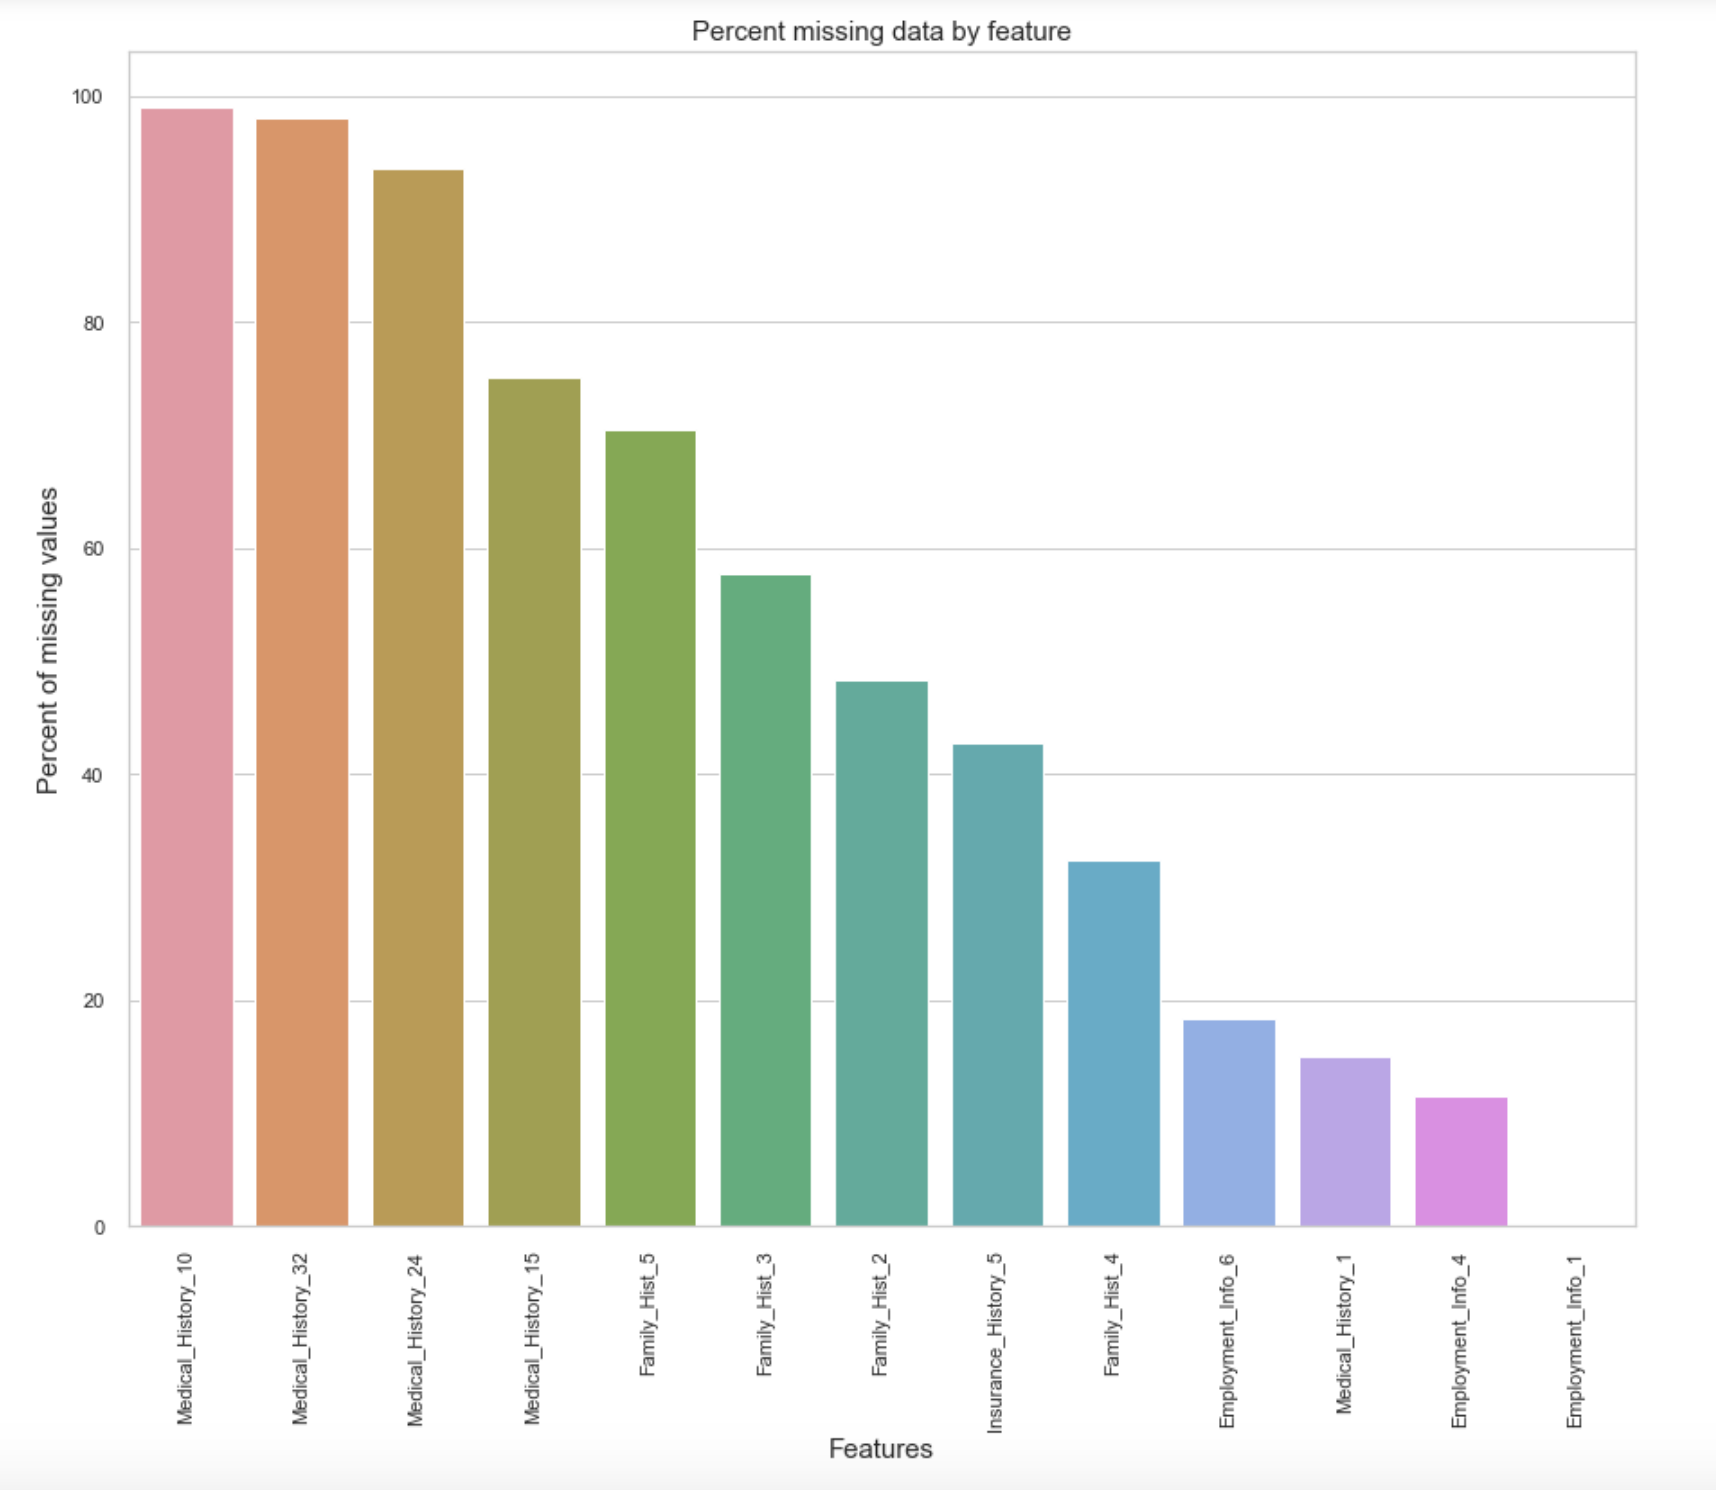 Percent missing data by feature
Percent of missing values
100
80
60
40
20
0
Medical_History_10
Medical_History_32
Medical_History_24
Medical_History_15
Family_Hist_5
Family_Hist_3
Family_Hist_2
Insurance_History_5
Family_Hist_4
Employment_Info_6
Medical_History_1
Employment_Info_4
Employment_Info_1
Features